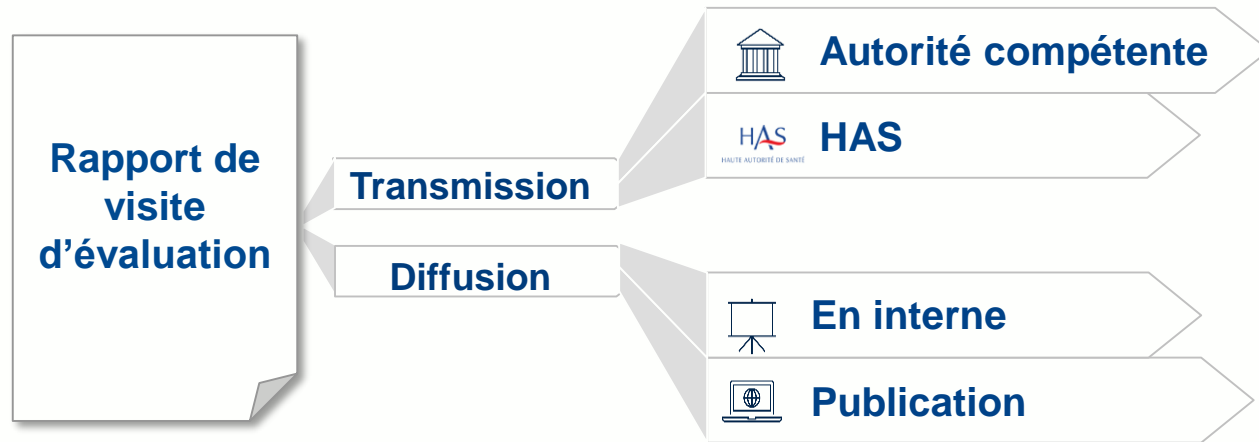 Rapport de
visite
d’évaluation
Transmission
Autorité compétente
HAS
HAUTE AUTORITÉ DE SANTÉ
HAS
Diffusion
En interne
Publication